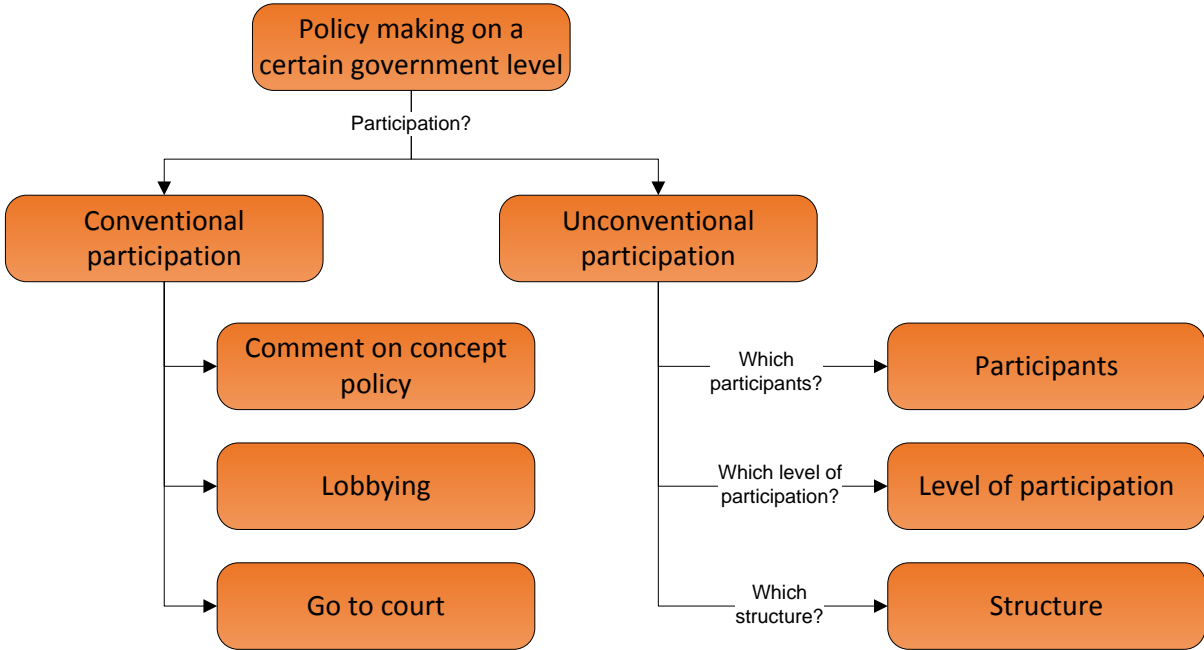 Policy making on a
certain government level
Participation?
Conventional
participation
Unconventional
participation
Comment on concept
policy
Which
participants?
Participants
Lobbying
Which level of
participation?
Level of participation
Go to court
Which
structure?
Structure